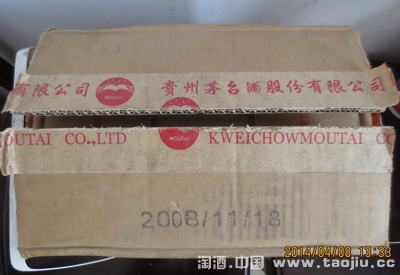 有限公司 MOUTAI 贵州茅台酒股份有限公司
MOUTAI CO.,LTD MOUTAI KWEICHOWMOUTAI CO
2008/11/18
2014/04/08 13:38
淘酒.中国 www.taojiu.cc